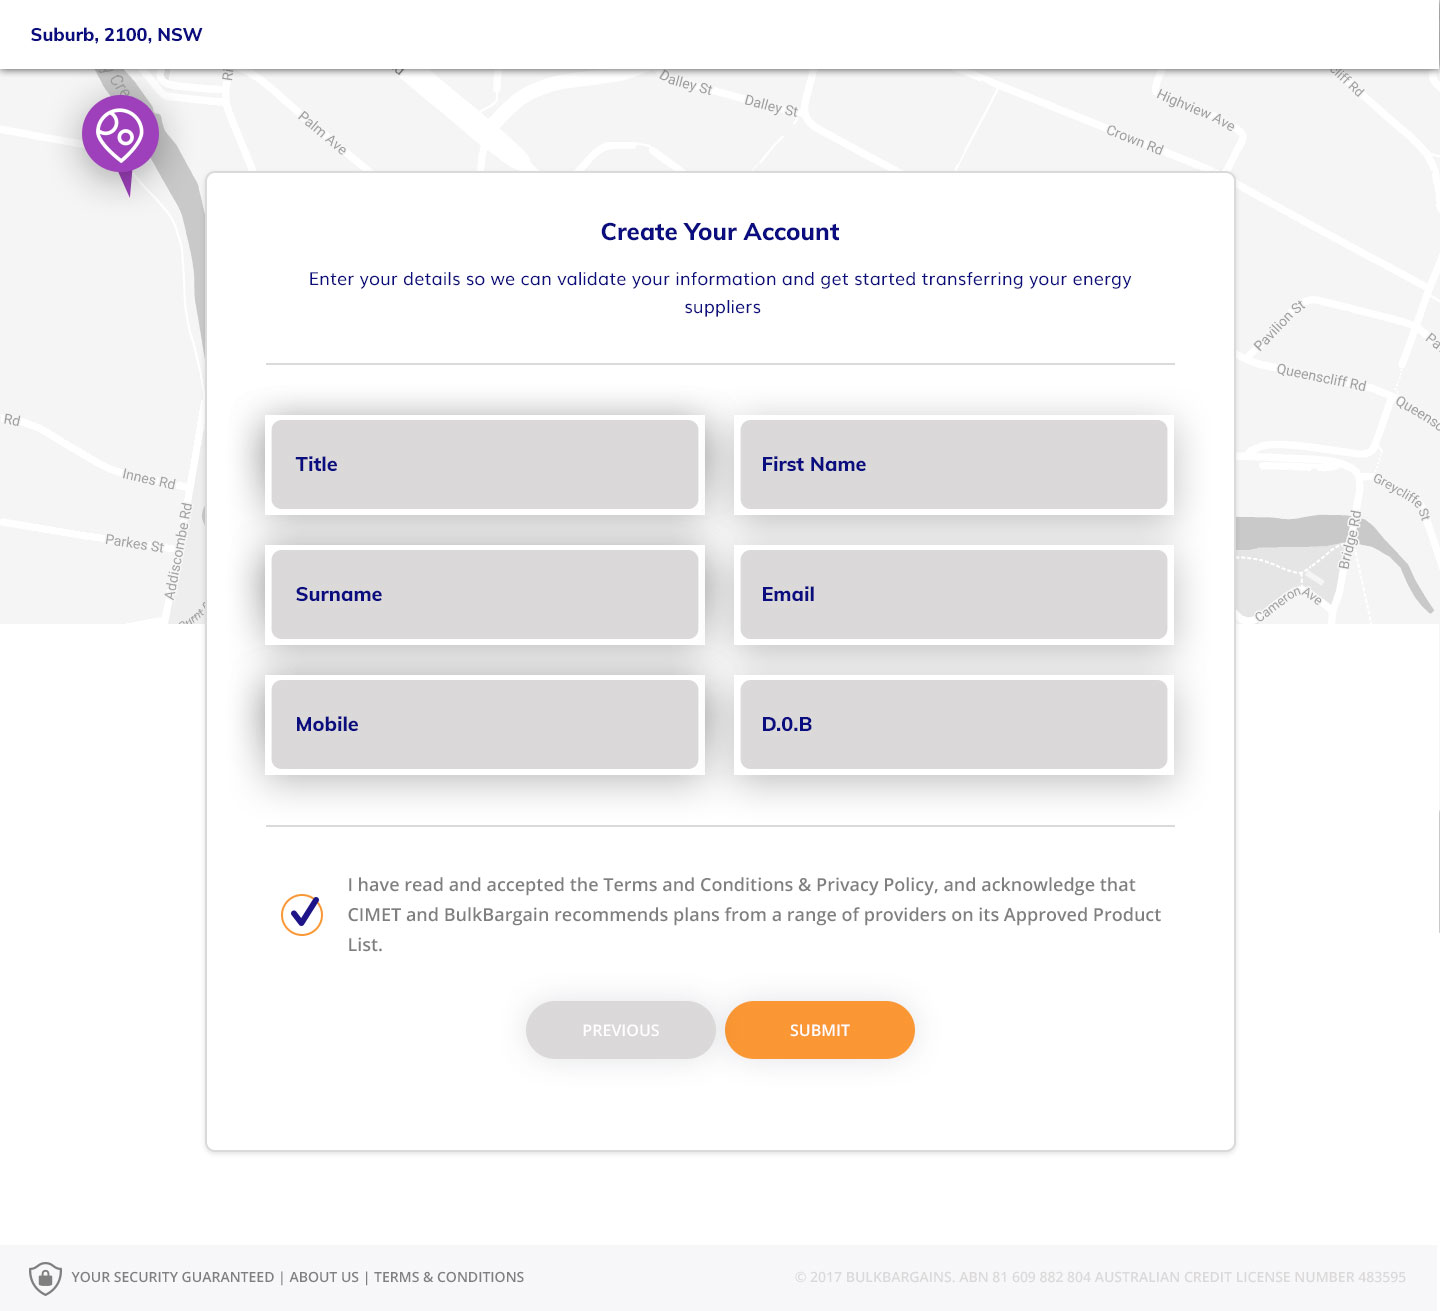 Suburb, 2100, NSW
Dalley St
Dalley St
Highview Ave
Crown Rd
Palm Ave
Create Your Account
Enter your details so we can validate your information and get started transferring your energy
suppliers
Pavilion St
Queenscliff Rd
Rd
Innes Rd
Parkes St
Addiscombe Rd
Greycliffe St
Bridge Rd
Cameron Ave
Title
First Name
Surname
Email
Mobile
D.0.B
I have read and accepted the Terms and Conditions & Privacy Policy, and acknowledge that
CIMET and BulkBargain recommends plans from a range of providers on its Approved Product
List.
PREVIOUS
SUBMIT
YOUR SECURITY GUARANTEED | ABOUT US | TERMS & CONDITIONS
© 2017 BULKBARGAINS. ABN 81 609 882 804 AUSTRALIAN CREDIT LICENSE NUMBER 483595